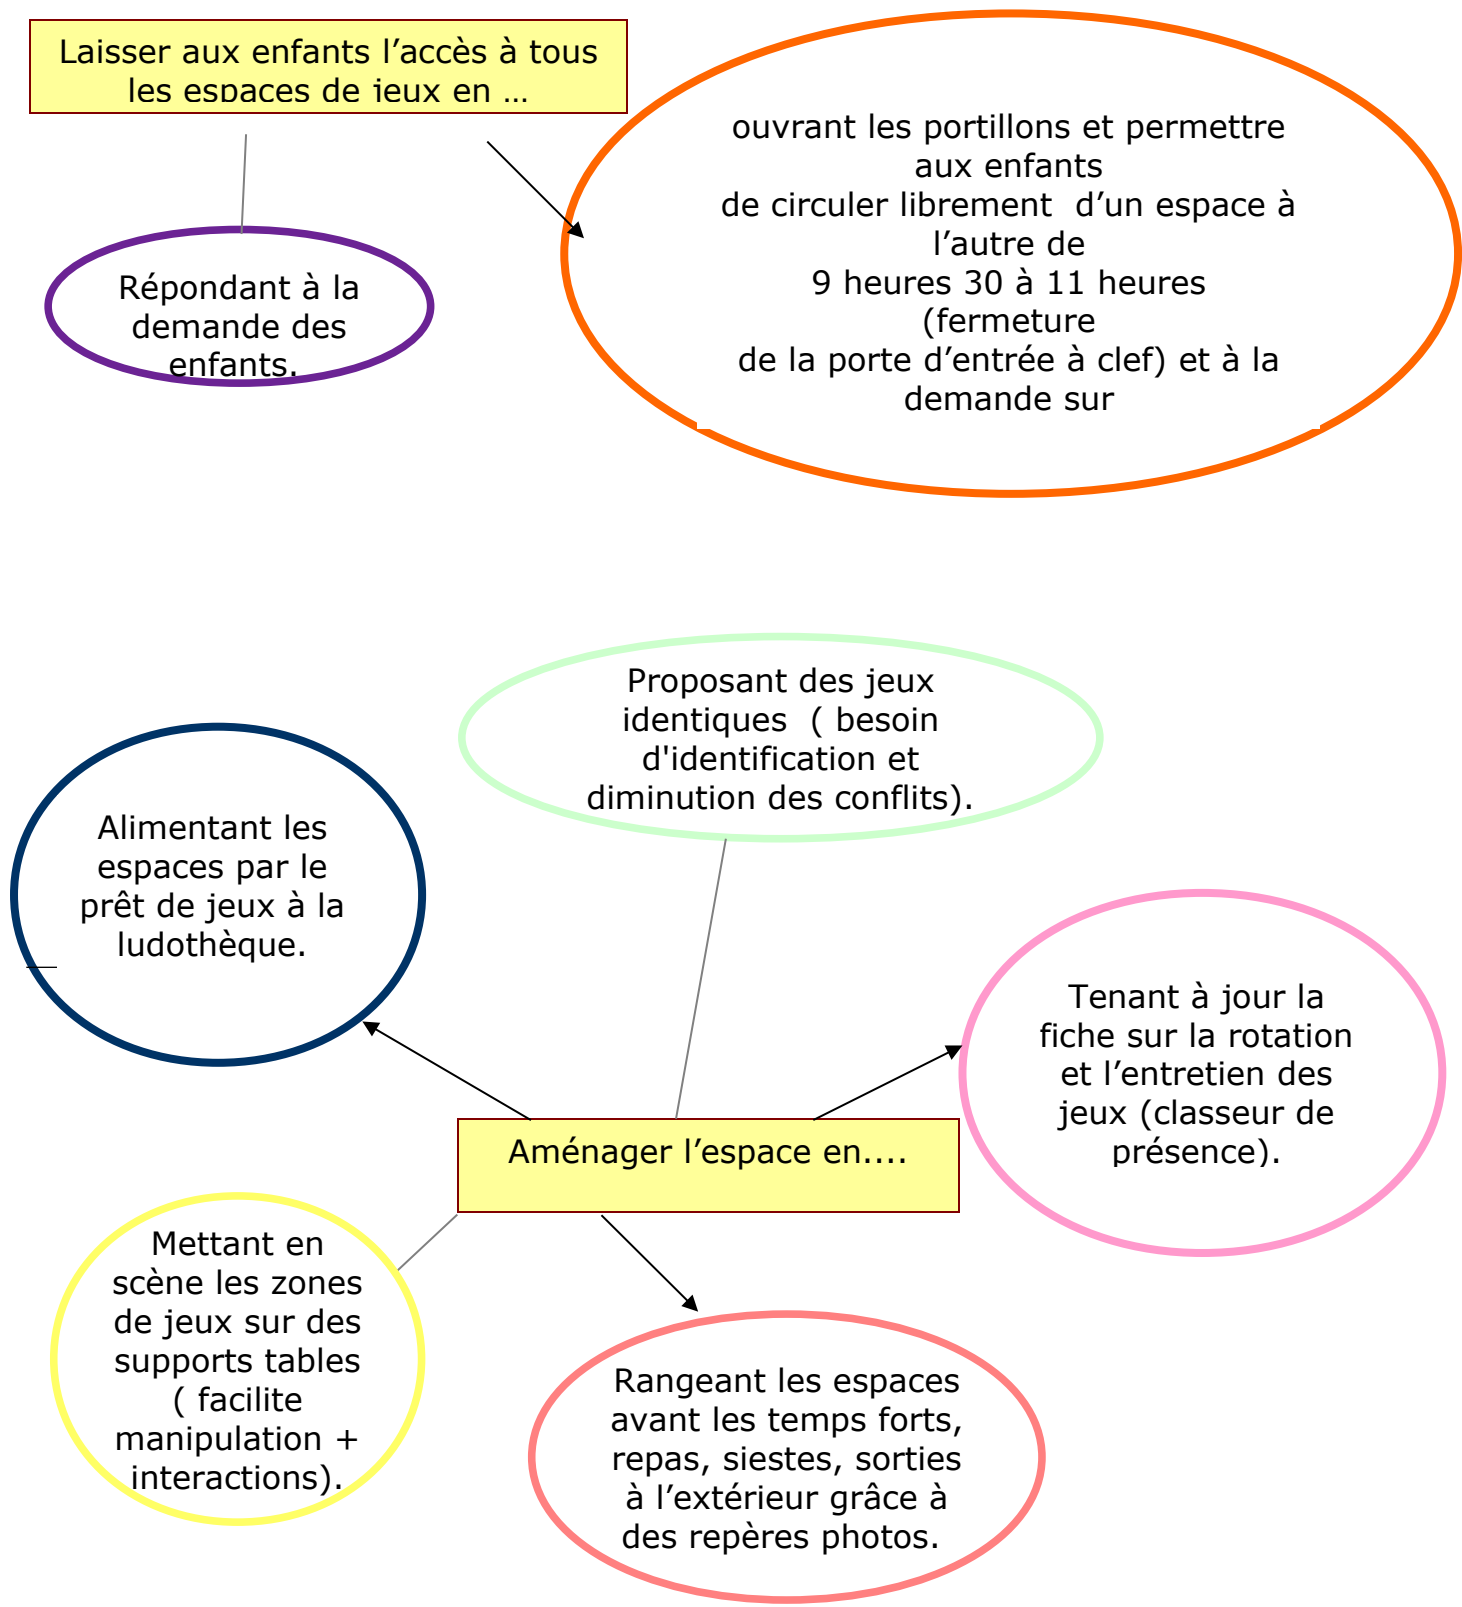 Laisser aux enfants l’accès à tous
les espaces de jeux en …
ouvrant les portillons et permettre
aux enfants
de circuler librement  d’un espace à
l’autre de
9 heures 30 à 11 heures
(fermeture
de la porte d’entrée à clef) et à la
demande sur
Répondant à la
demande des
enfants.
Proposant des jeux
identiques  ( besoin
d'identification et
diminution des conflits).
Alimentant les
espaces par le
prêt de jeux à la
ludothèque.
Tenant à jour la
fiche sur la rotation
et l’entretien des
jeux (classeur de
présence).
Aménager l’espace en....
Mettant en
scène les zones
de jeux sur des
supports tables
( facilite
manipulation +
interactions).
Rangeant les espaces
avant les temps forts,
repas, siestes, sorties
à l’extérieur grâce à
des repères photos.